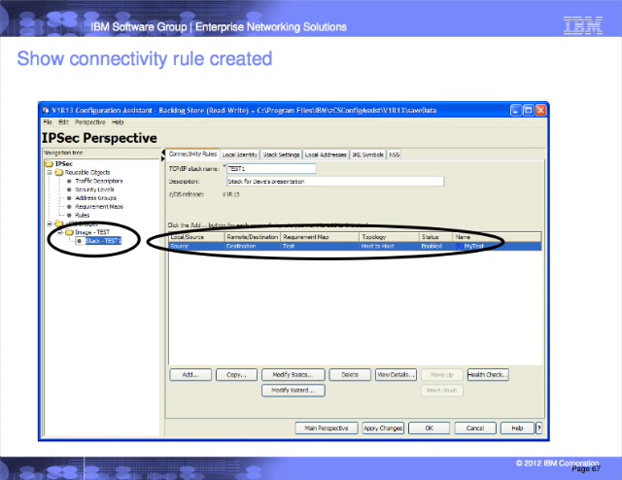 IBM Software Group | Enterprise Networking Solutions
IBM
Show connectivity rule created
V1R13 Configuration Assistant - Backing Store (Read-Write) = C:\Program Files\IBM\zCSConfigAssist\V1R13\saveData
File Edit Perspective Help
IPSec Perspective
Navigation tree
IPSec
Reusable Objects
Traffic Descriptors
Security Levels
Address Groups
Requirement Maps
Rules
Image - TEST
Stack - TEST1
Connectivity Rules Local Identity Stack Settings Local Addresses IKE Symbols NSS
TCP/IP stack name: TEST1
Description: Stack for Dave's presentation
z/OS release: V1R13
Click the Add... button
Local/Source Remote/Destination Requirement Map Topology Status Name
Source Destination Test Host to Host Enabled MyTest
Add... Copy... Modify Basics... Delete View Details... Move Up Health Check...
Modify Wizard... Move Down
Main Perspective Apply Changes OK Cancel Help ?
© 2012 IBM Corporation
Page 67